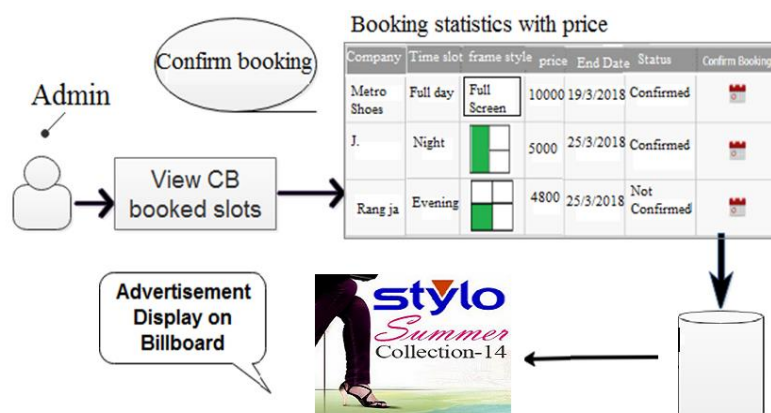 Booking statistics with price
Confirm booking
Admin
View CB
booked slots
Company Time slot frame style price End Date Status Confirm Booking
Metro Shoes Full day Full Screen 10000 19/3/2018 Confirmed
J. Night 5000 25/3/2018 Confirmed
Rang ja Evening 4800 25/3/2018 Not Confirmed
Advertisement
Display on
Billboard
stylo
Summer
Collection-14